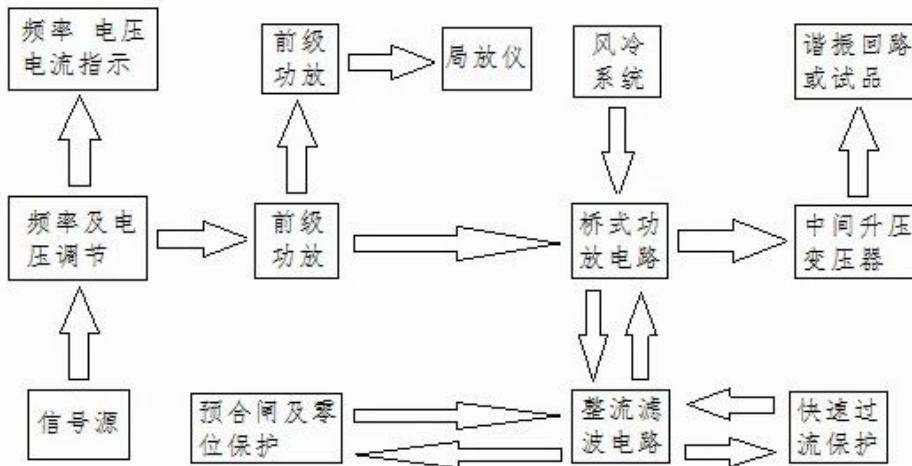 频率 电压
电流指示
前级
功放
局放仪
风冷
系统
谐振回路
或试品
频率及电
压调节
前级
功放
桥式功
放电路
中间升压
变压器
信号源
预合闸及零
位保护
整流滤
波电路
快速过
流保护